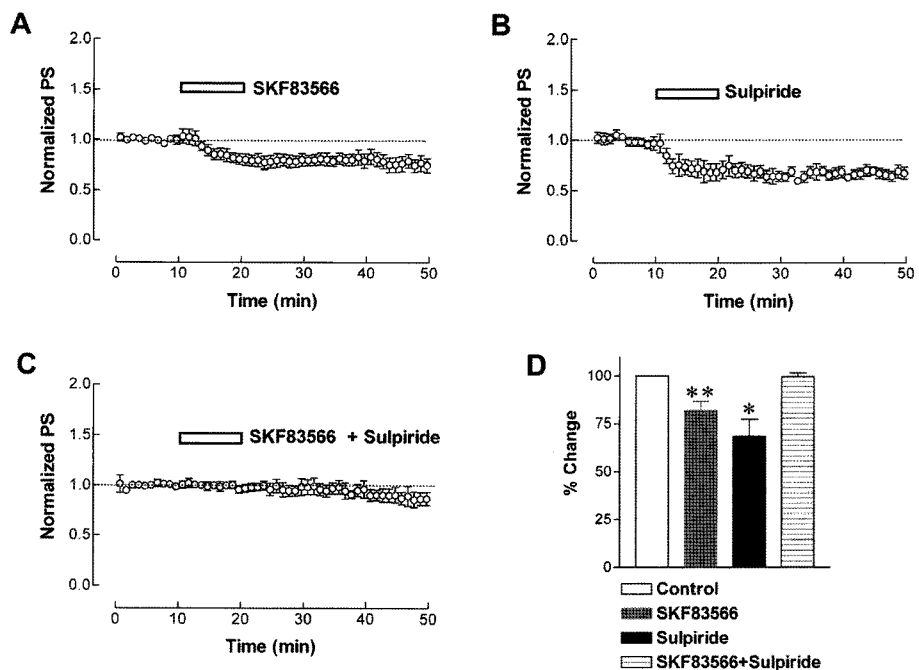 A
Normalized PS
2.0
1.5
1.0
0.5
0.0
SKF83566
0 10 20 30 40 50
Time (min)
B
Normalized PS
2.0
1.5
1.0
0.5
0.0
Sulpiride
0 10 20 30 40 50
Time (min)
C
Normalized PS
2.0
1.5
1.0
0.5
0.0
SKF83566 + Sulpiride
0 10 20 30 40 50
Time (min)
D
% Change
100
75
50
25
0
** *
Control
SKF83566
Sulpiride
SKF83566+Sulpiride